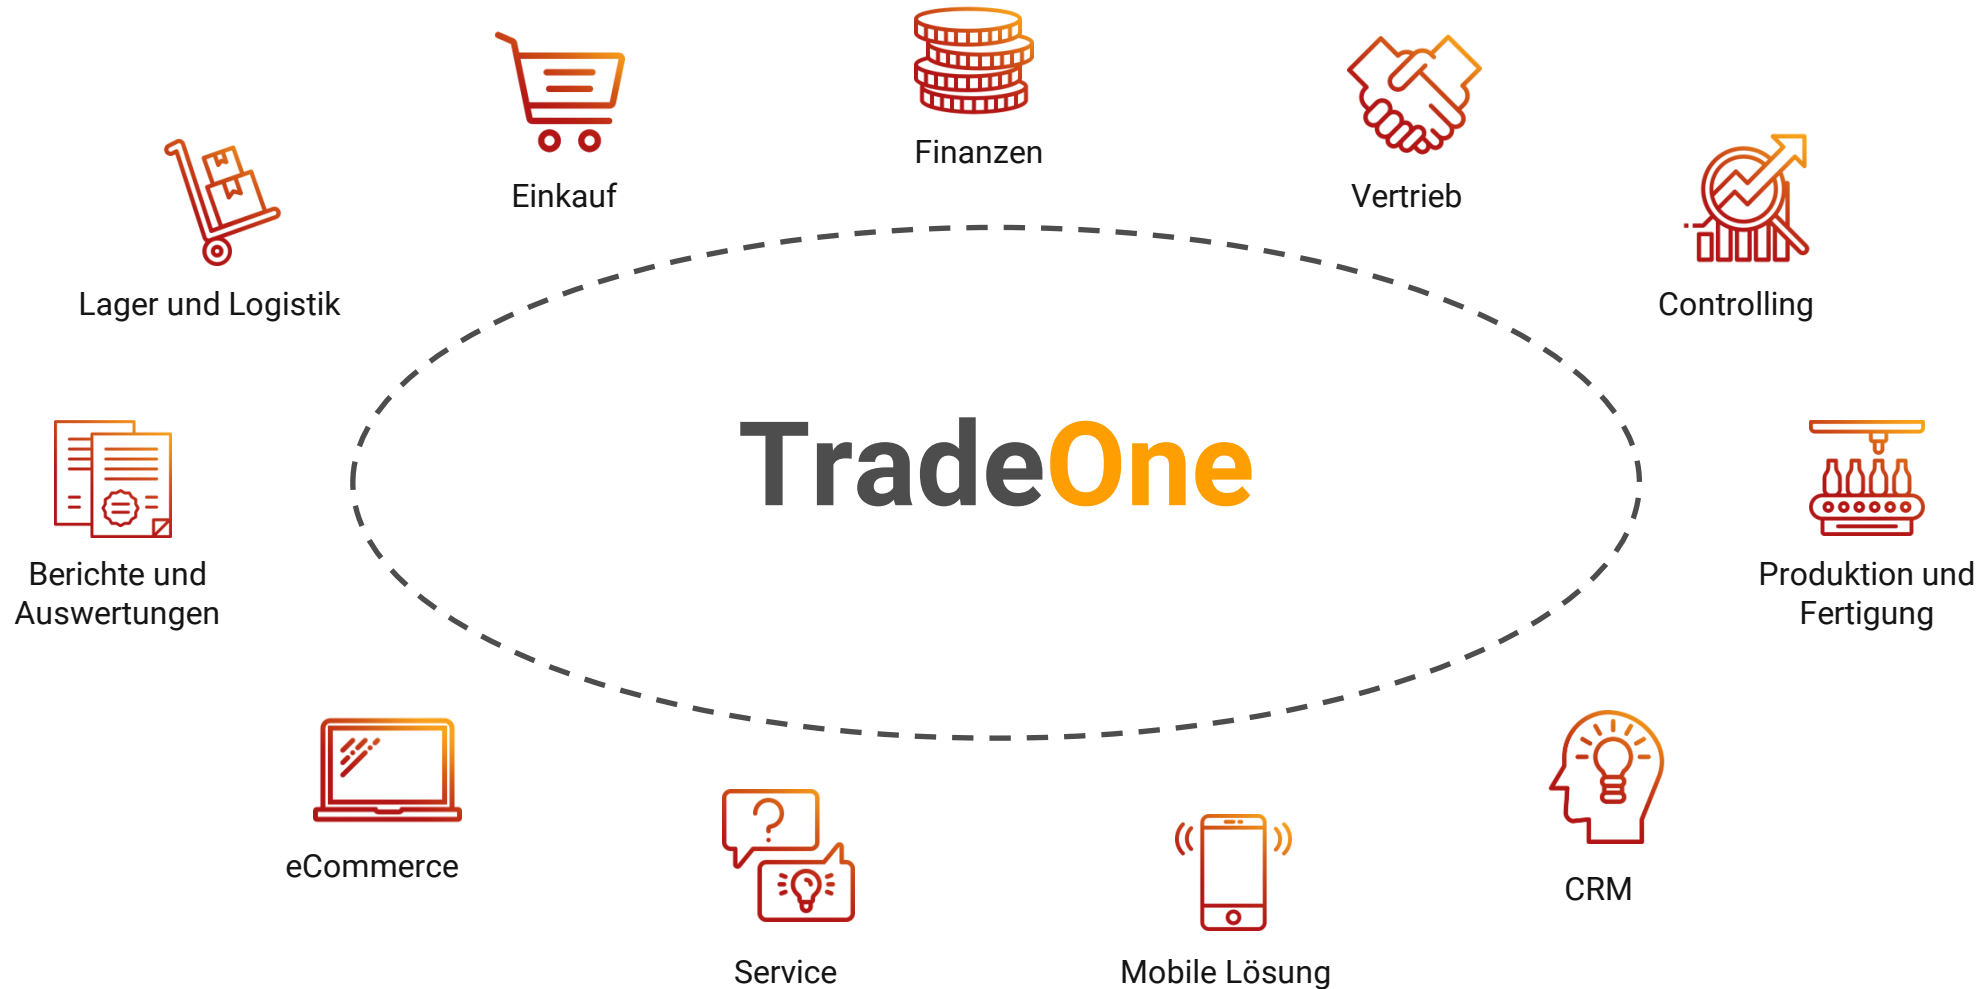 Finanzen
Einkauf
Vertrieb
Lager und Logistik
Controlling
TradeOne
Berichte und
Auswertungen
Produktion und
Fertigung
eCommerce
CRM
Service
Mobile Lösung